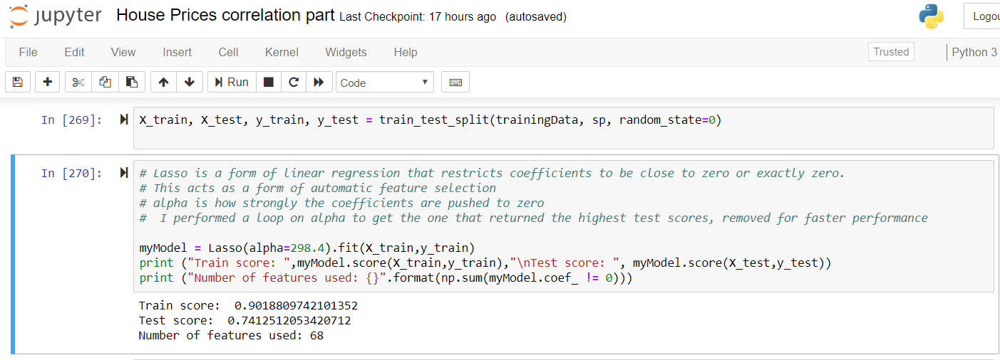 jupyter House Prices correlation part Last Checkpoint: 17 hours ago (autosaved)
Logou
File Edit View Insert Cell Kernel Widgets Help Trusted Python 3
Run Code
In [269]: X_train, X_test, y_train, y_test = train_test_split(trainingData, sp, random_state=0)
In [270]: # Lasso is a form of linear regression that restricts coefficients to be close to zero or exactly zero.
# This acts as a form of automatic feature selection
# alpha is how strongly the coefficients are pushed to zero
#  I performed a loop on alpha to get the one that returned the highest test scores, removed for faster performance
myModel = Lasso(alpha=298.4).fit(X_train,y_train)
print ("Train score: ",myModel.score(X_train,y_train),"\nTest score: ", myModel.score(X_test,y_test))
print ("Number of features used: {}".format(np.sum(myModel.coef_ != 0)))
Train score:  0.9018809742101352
Test score:  0.7412512053420712
Number of features used: 68